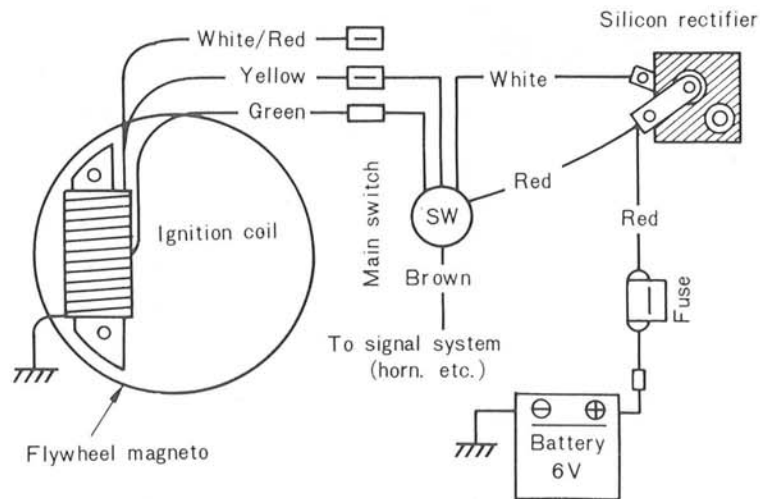 Silicon rectifier
White/Red
Yellow
White
Green
Red
Ignition coil
Main switch
SW
Red
Brown
Fuse
To signal system
(horn. etc.)
Flywheel magneto
⊖ ⊕
Battery
6V